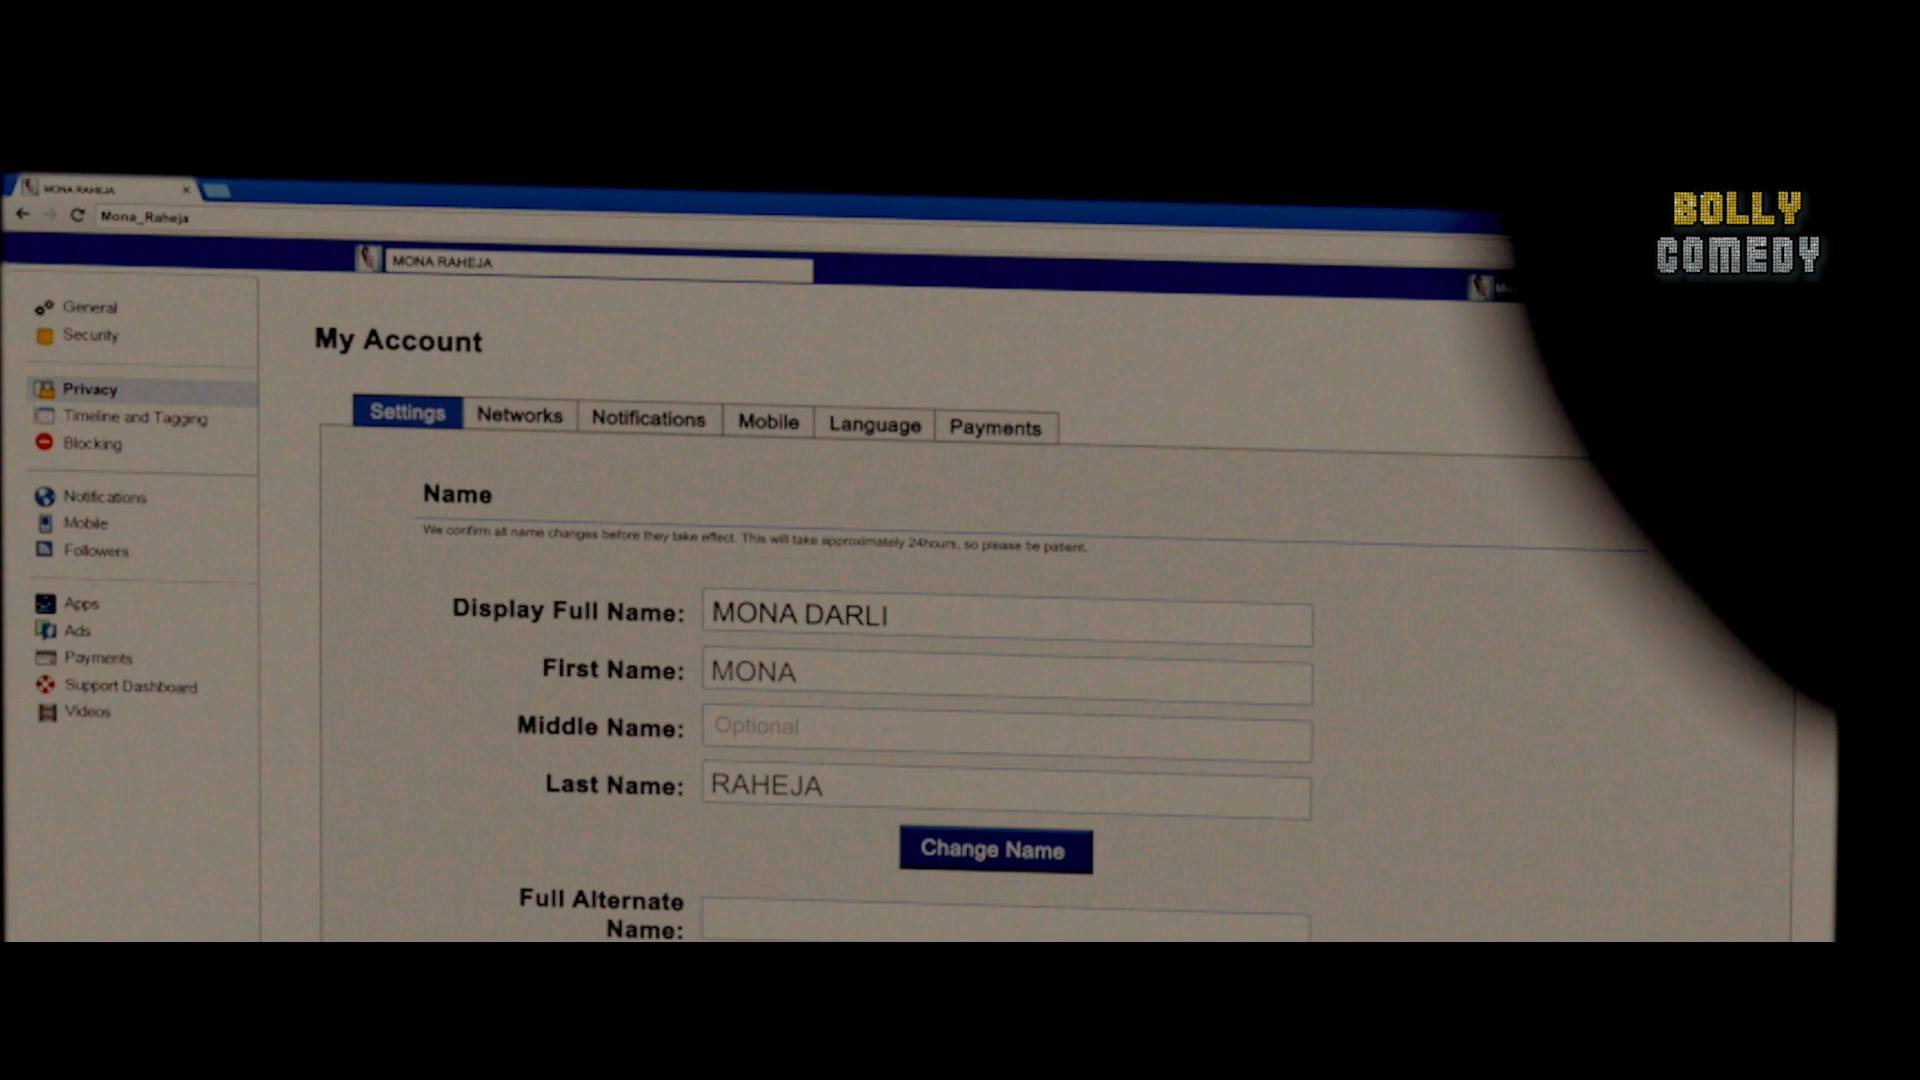 MONA RAHEJA
Mona_Raheja
MONA RAHEJA
BOLLY
COMEDY
General
Security
Privacy
Timeline and Tagging
Blocking
Notifications
Mobile
Followers
Apps
Ads
Payments
Support Dashboard
Videos
My Account
Settings Networks Notifications Mobile Language Payments
Name
We confirm all name changes before they take effect. This will take approximately 24hours, so please be patient.
Display Full Name: MONA DARLI
First Name: MONA
Middle Name: Optional
Last Name: RAHEJA
Change Name
Full Alternate
Name: